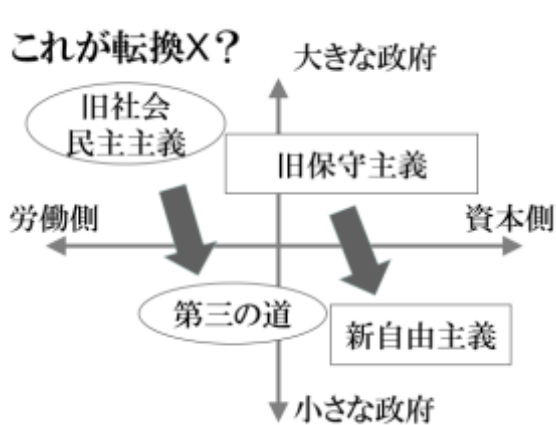 これが転換X？
大きな政府
旧社会
民主主義
旧保守主義
労働側
資本側
第三の道
新自由主義
小さな政府